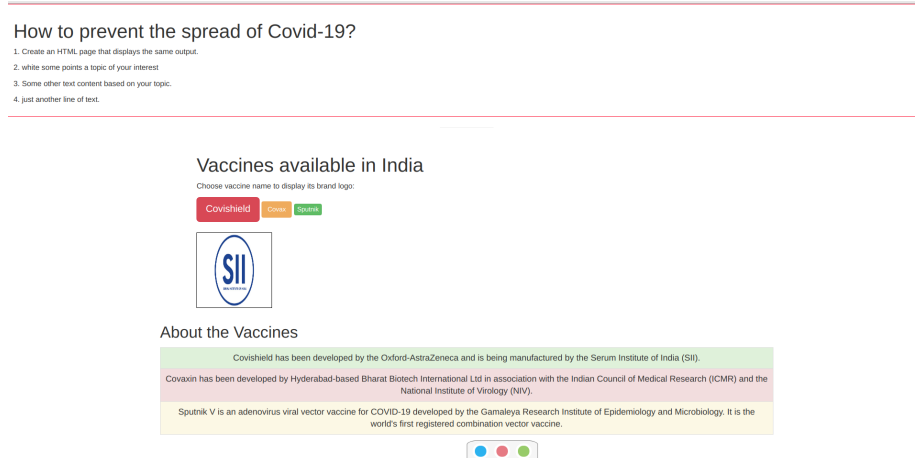 How to prevent the spread of Covid-19?
1. Create an HTML page that displays the same output.
2. white some points a topic of your interest
3. Some other text content based on your topic.
4. just another line of text.
Vaccines available in India
Choose vaccine name to display its brand logo:
Covishield Covax Sputnik
SII
About the Vaccines
Covishield has been developed by the Oxford-AstraZeneca and is being manufactured by the Serum Institute of India (SII).
Covaxin has been developed by Hyderabad-based Bharat Biotech International Ltd in association with the Indian Council of Medical Research (ICMR) and the
National Institute of Virology (NIV).
Sputnik V is an adenovirus viral vector vaccine for COVID-19 developed by the Gamaleya Research Institute of Epidemiology and Microbiology. It is the
world's first registered combination vector vaccine.